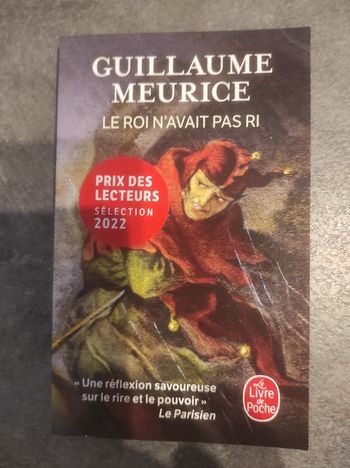 GUILLAUME
MEURICE
LE ROI N'AVAIT PAS RI
PRIX DES
LECTEURS
SÉLECTION
2022
« Une réflexion savoureuse
sur le rire et le pouvoir »
Le Parisien
Le
Livre
de
Poche